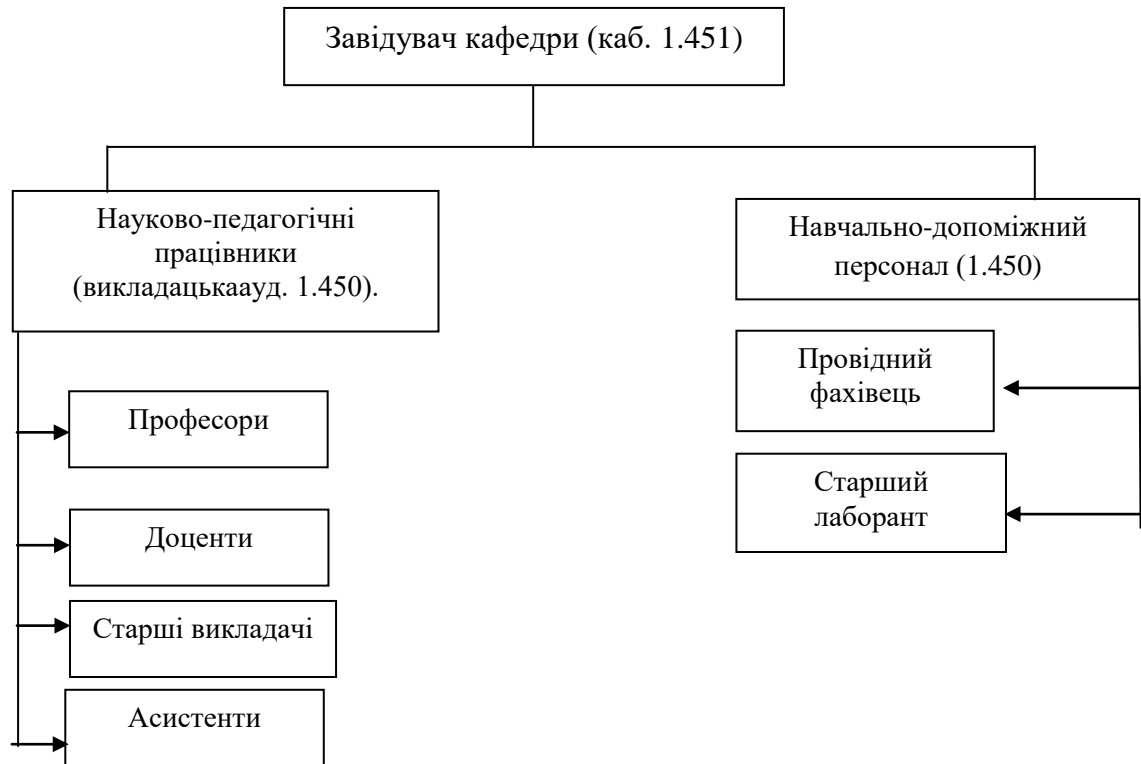 Завідувач кафедри (каб. 1.451)
Науково-педагогічні
працівники
(викладацькаауд. 1.450).
Професори
Доценти
Старші викладачі
Асистенти
Навчально-допоміжний
персонал (1.450)
Провідний
фахівець
Старший
лаборант